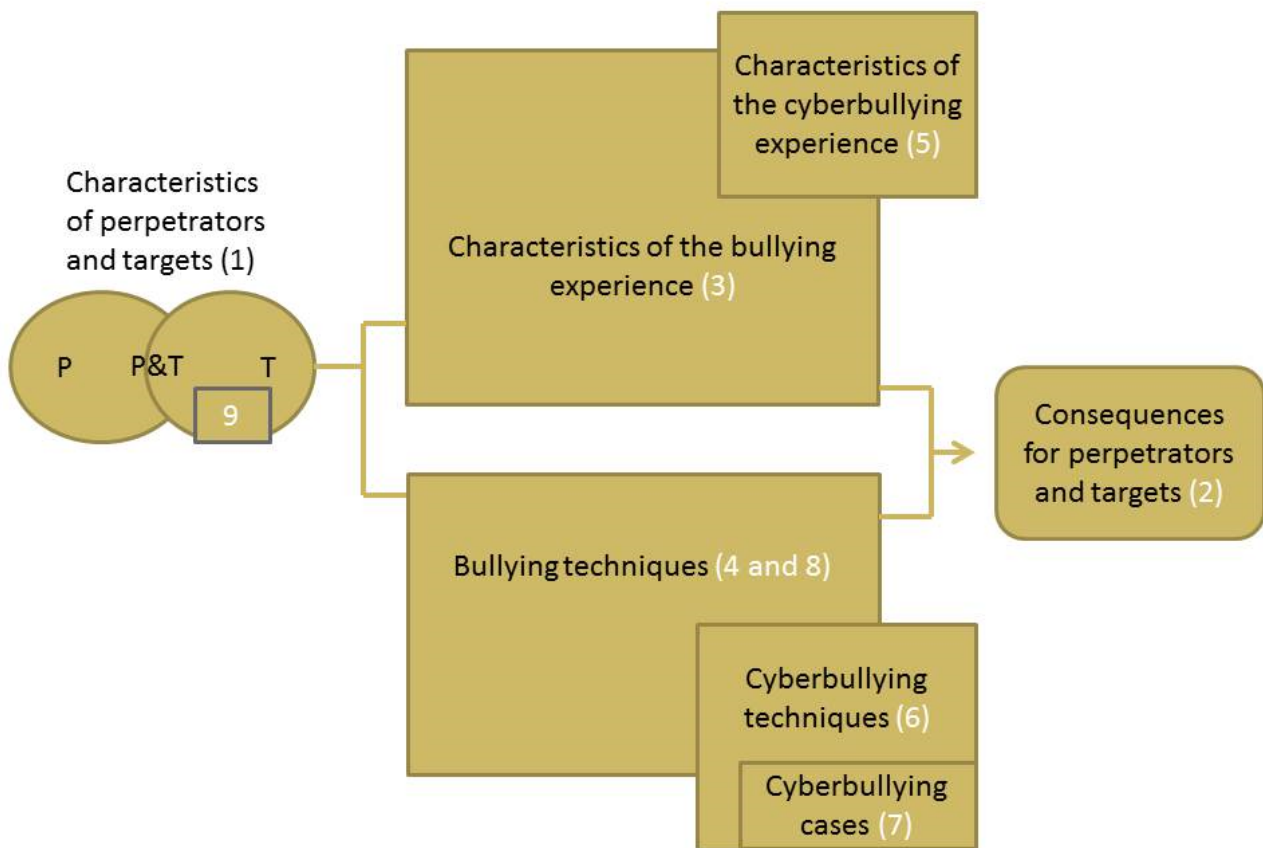 Characteristics
of perpetrators
and targets (1)
P
P&T
T
9
Characteristics of the bullying
experience (3)
Characteristics of
the cyberbullying
experience (5)
Bullying techniques (4 and 8)
Cyberbullying
techniques (6)
Cyberbullying
cases (7)
Consequences
for perpetrators
and targets (2)